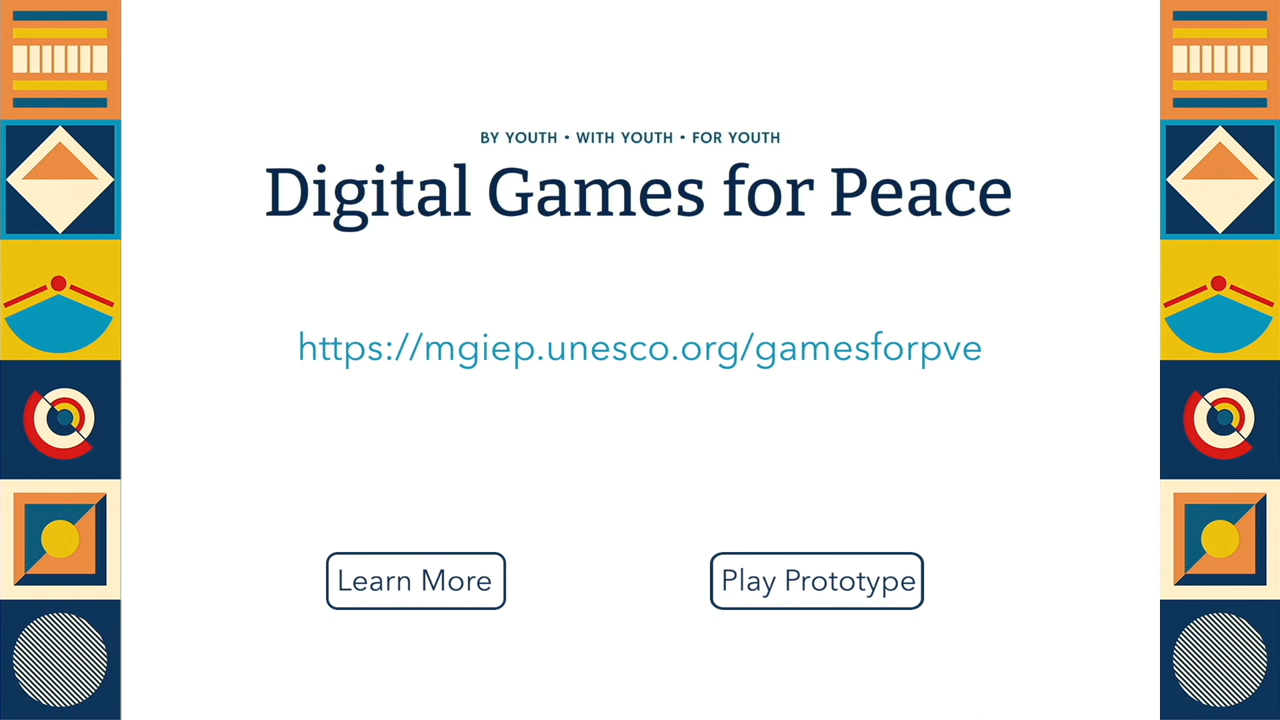 BY YOUTH • WITH YOUTH • FOR YOUTH
Digital Games for Peace
https://mgiep.unesco.org/gamesforpve
Learn More
Play Prototype